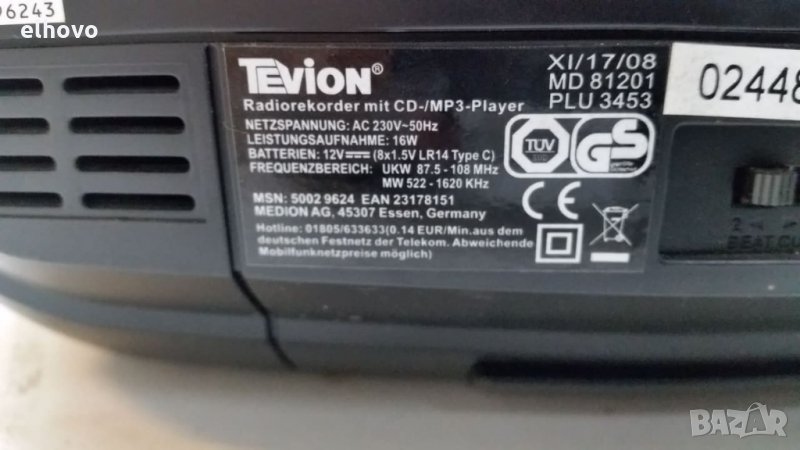 96243
elhovo
TEVION®
Radiorekorder mit CD-/MP3-Player
XI/17/08
MD 81201
PLU 3453
NETZSPANNUNG: AC 230V~50Hz
LEISTUNGSAUFNAHME: 16W
BATTERIEN: 12V⎓(8x1.5V LR14 Type C)
FREQUENZBEREICH: UKW 87.5 - 108 MHz
MW 522 - 1620 KHz
MSN: 5002 9624 EAN 23178151
MEDION AG, 45307 Essen, Germany
Hotline: 01805/633633(0.14 EUR/Min.aus dem
deutschen Festnetz der Telekom. Abweichende
Mobilfunknetzpreise möglich)
TÜV
GS
CE
02448
2 1
BEAT
BAZAR